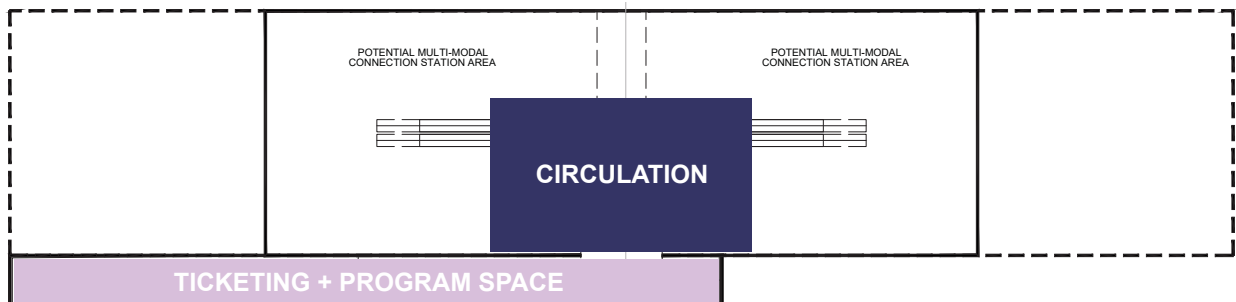 POTENTIAL MULTI-MODAL
CONNECTION STATION AREA
POTENTIAL MULTI-MODAL
CONNECTION STATION AREA
CIRCULATION
TICKETING + PROGRAM SPACE